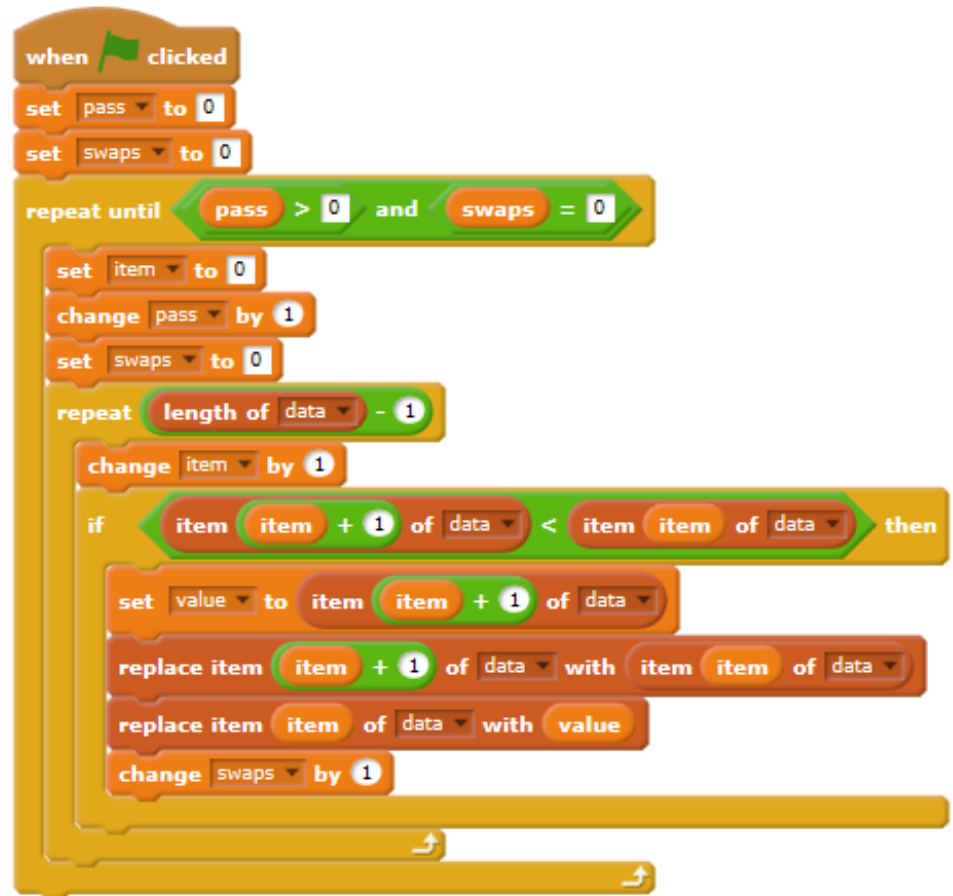 when clicked
set pass to 0
set swaps to 0
repeat until pass > 0 and swaps = 0
set item to 0
change pass by 1
set swaps to 0
repeat length of data - 1
change item by 1
if item item + 1 of data < item item of data then
set value to item item + 1 of data
replace item item + 1 of data with item item of data
replace item item of data with value
change swaps by 1